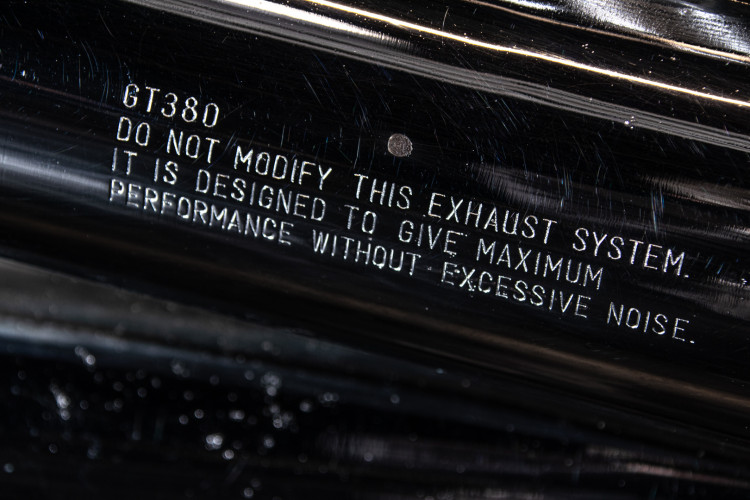 GT380
DO NOT MODIFY THIS EXHAUST SYSTEM.
IT IS DESIGNED TO GIVE MAXIMUM
PERFORMANCE WITHOUT EXCESSIVE NOISE.